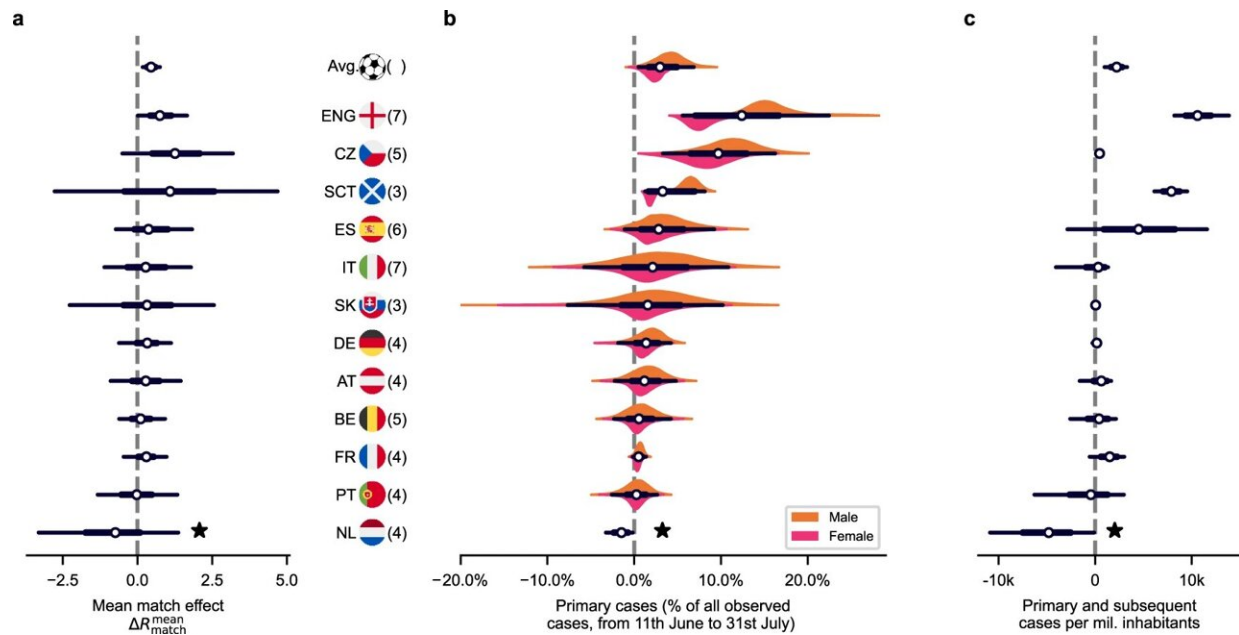 a
b
c
Avg. ( )
ENG (7)
CZ (5)
SCT (3)
ES (6)
IT (7)
SK (3)
DE (4)
AT (4)
BE (5)
FR (4)
PT (4)
NL (4)
Male
Female
−2.5 0.0 2.5 5.0
−20.0% −10.0% 0.0% 10.0% 20.0%
-10k 0 10k
Mean match effect
ΔR^mean_match
Primary cases (% of all observed
cases, from 11th June to 31st July)
Primary and subsequent
cases per mil. inhabitants